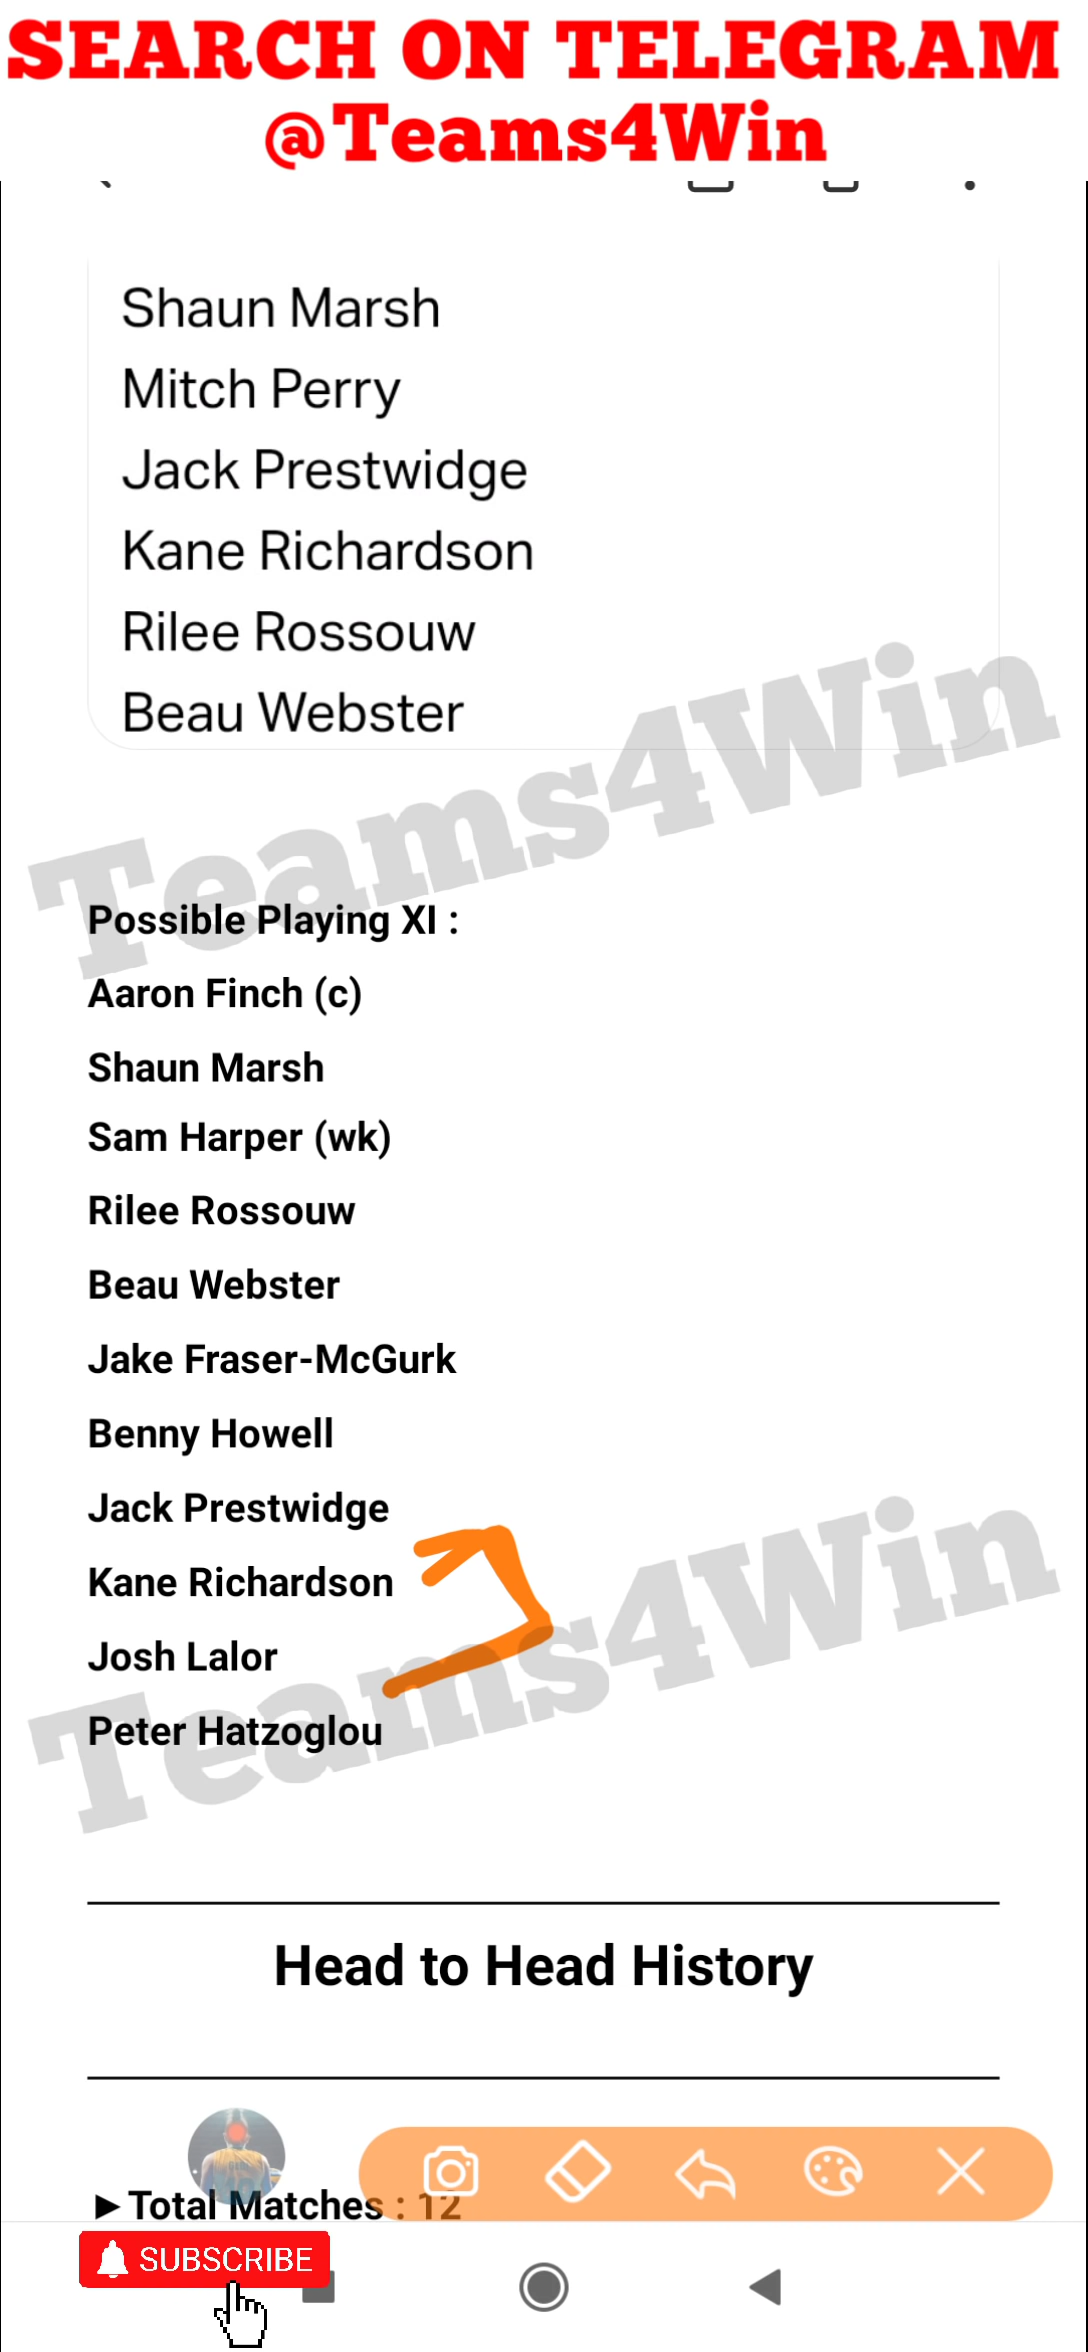 SEARCH ON TELEGRAM
@Teams4Win
Shaun Marsh
Mitch Perry
Jack Prestwidge
Kane Richardson
Rilee Rossouw
Beau Webster
Teams4Win
Possible Playing XI :
Aaron Finch (c)
Shaun Marsh
Sam Harper (wk)
Rilee Rossouw
Beau Webster
Jake Fraser-McGurk
Benny Howell
Jack Prestwidge
Kane Richardson
Josh Lalor
Teams4Win
Peter Hatzoglou
Head to Head History
►Total Matches : 12
SUBSCRIBE